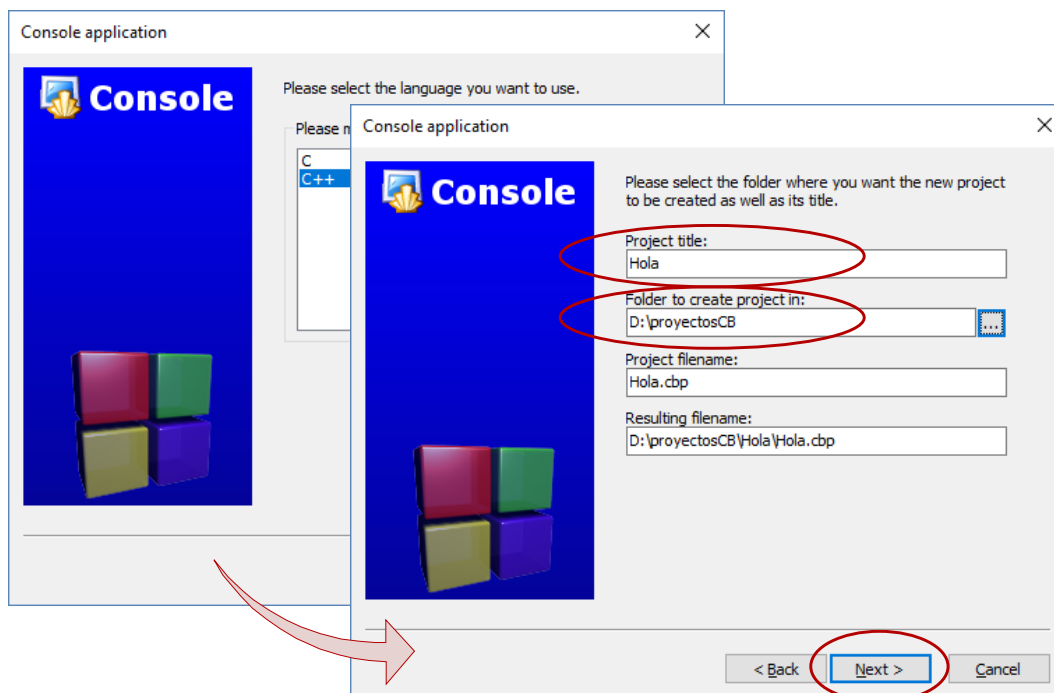 Console application
Console
Please select the language you want to use.
Please
C
C++
Console application
Console
Please select the folder where you want the new project
to be created as well as its title.
Project title:
Hola
Folder to create project in:
D:\proyectosCB
...
Project filename:
Hola.cbp
Resulting filename:
D:\proyectosCB\Hola\Hola.cbp
< Back
Next >
Cancel